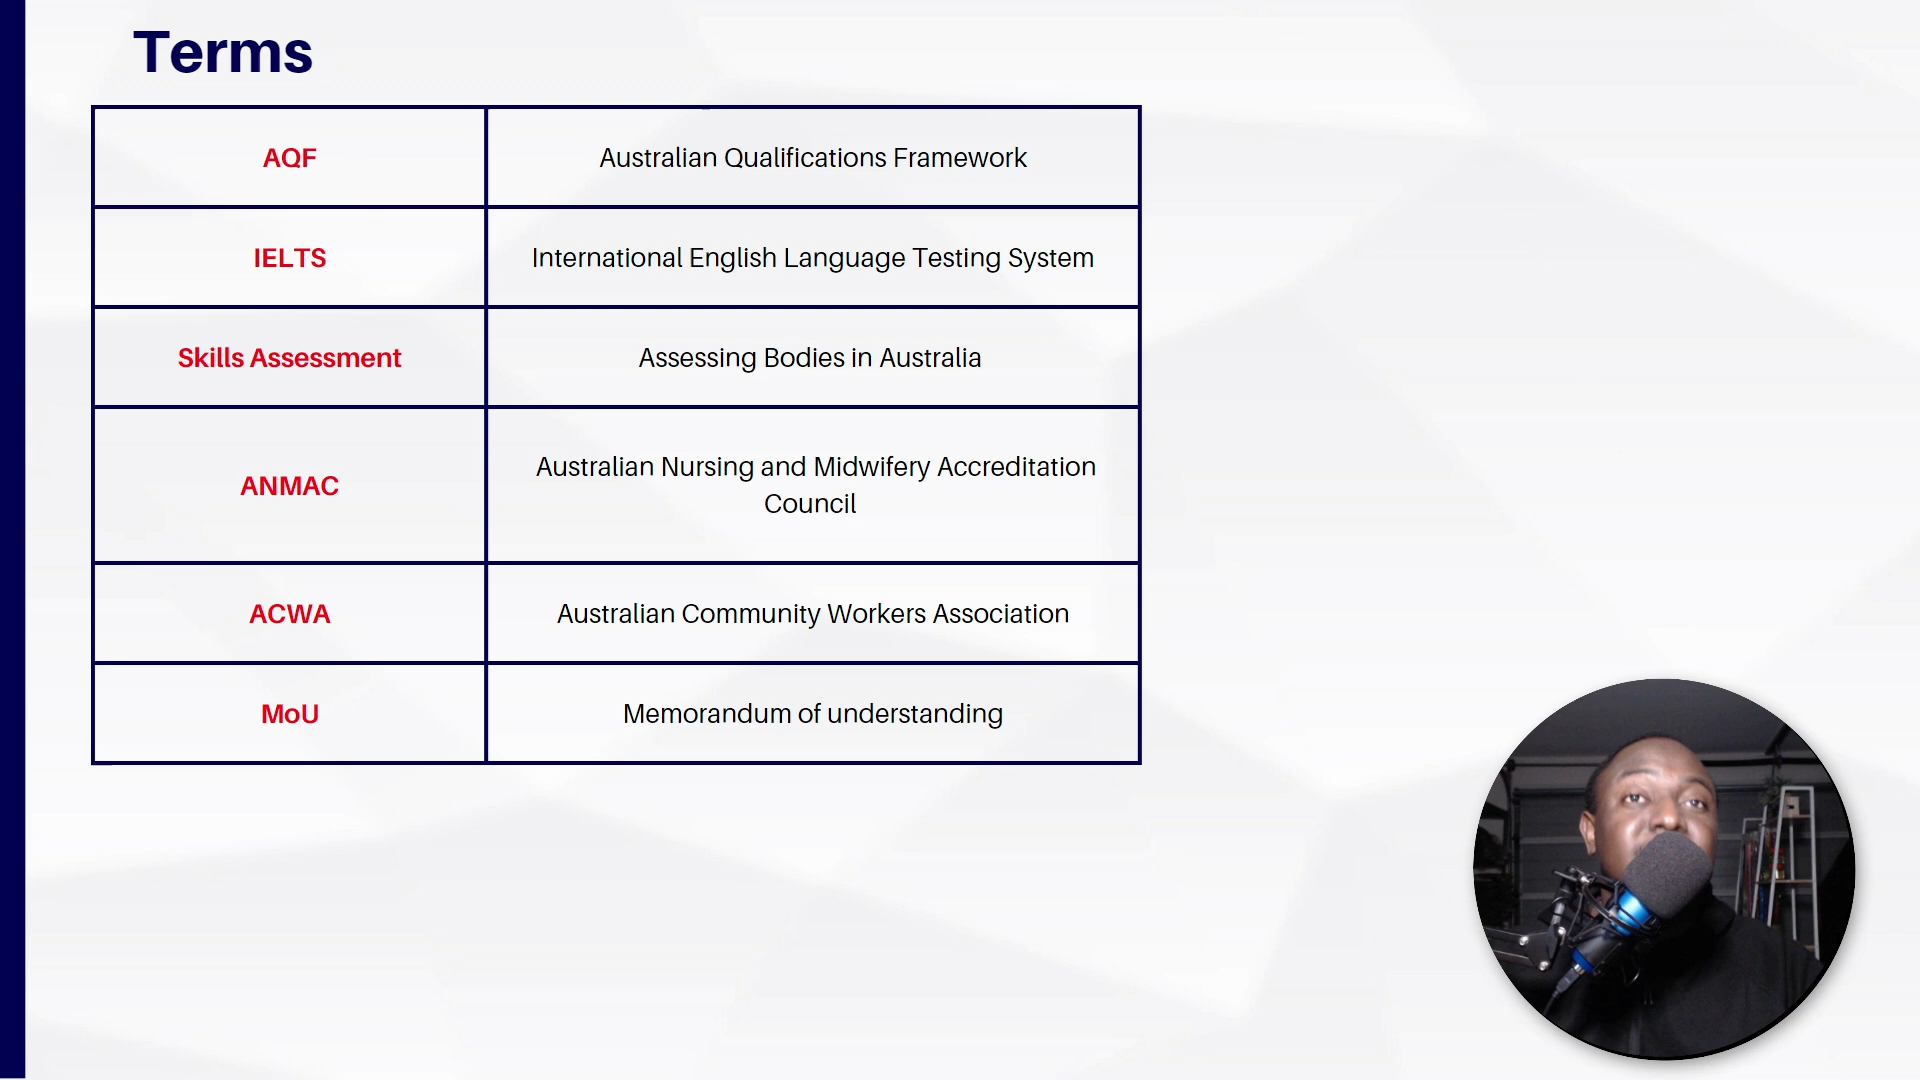 Terms
AQF
Australian Qualifications Framework
IELTS
International English Language Testing System
Skills Assessment
Assessing Bodies in Australia
ANMAC
Australian Nursing and Midwifery Accreditation
Council
ACWA
Australian Community Workers Association
MoU
Memorandum of understanding